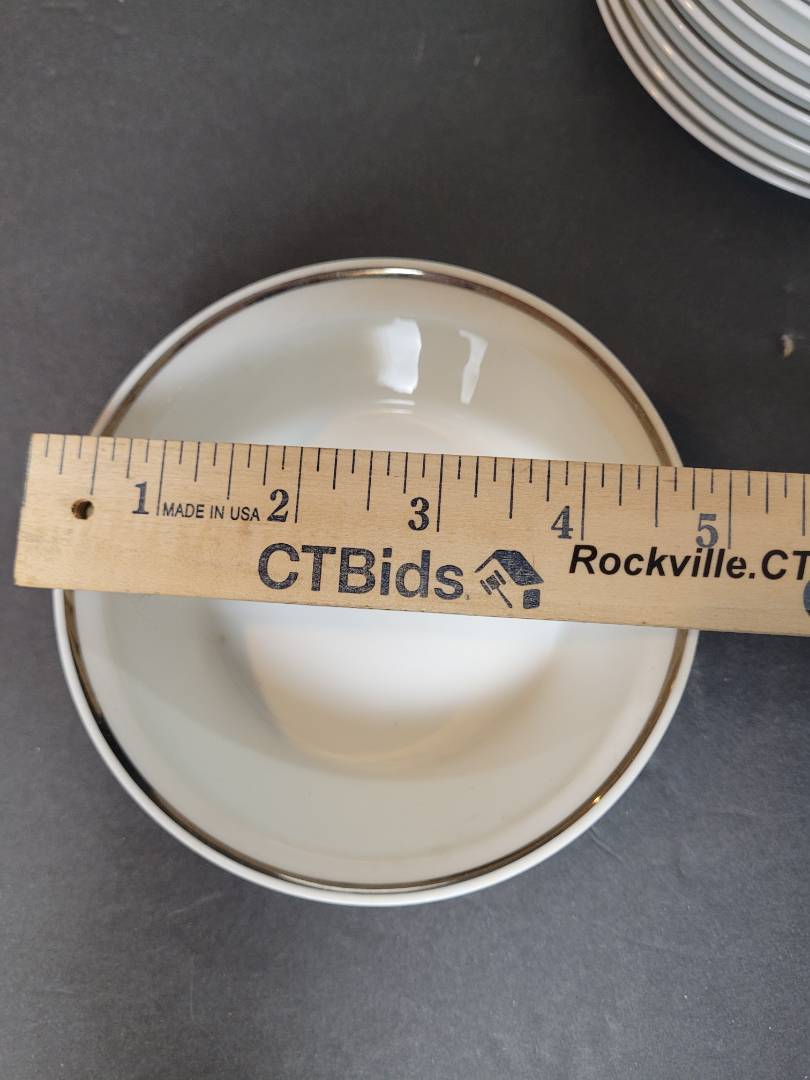 1 MADE IN USA 2 3 4 5
CTBids Rockville.CT